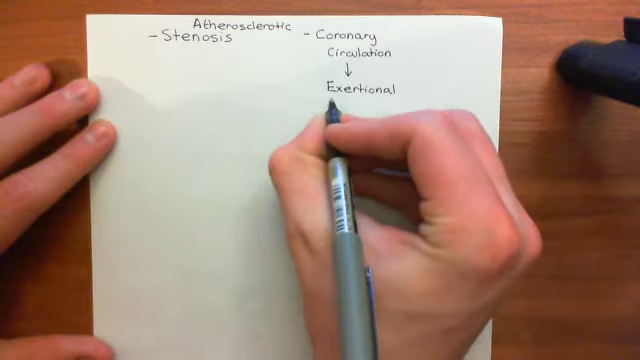 Atherosclerotic
- Stenosis
- Coronary
Circulation
↓
Exertional